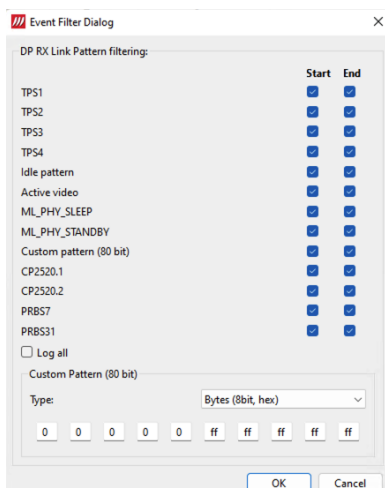 Event Filter Dialog
DP RX Link Pattern filtering:
Start End
TPS1
TPS2
TPS3
TPS4
Idle pattern
Active video
ML_PHY_SLEEP
ML_PHY_STANDBY
Custom pattern (80 bit)
CP2520.1
CP2520.2
PRBS7
PRBS31
Log all
Custom Pattern (80 bit)
Type: Bytes (8bit, hex)
0 0 0 0 0 ff ff ff ff ff
OK Cancel